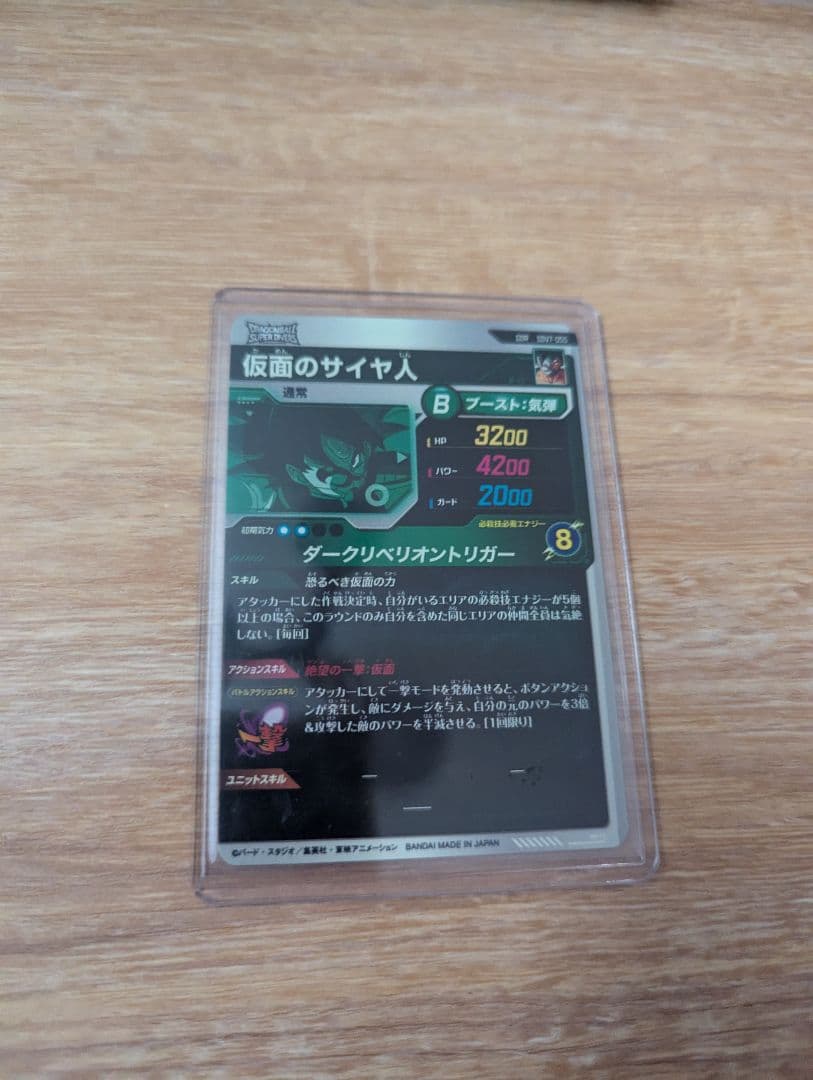 DRAGONBALL
SUPER DIVERS
SDV7-055
仮面のサイヤ人
か めん じん
通常
B ブースト:気弾
HP 3200
パワー 4200
ガード 2000
初期気力
必殺技必要エナジー
8
ダークリベリオントリガー
スキル 恐るべき仮面の力
アタッカーにした作戦決定時、自分がいるエリアの必殺技エナジーが5個
以上の場合、このラウンドのみ自分を含めた同じエリアの仲間全員は気絶
しない。[毎回]
アクションスキル 絶望の一撃:仮面
バトルアクションスキル
アタッカーにして一撃モードを発動させると、ボタンアクショ
ンが発生し、敵にダメージを与え、自分の元のパワーを3倍
&攻撃した敵のパワーを半減させる。[1回限り]
一撃
ユニットスキル
©バード・スタジオ/集英社・東映アニメーション BANDAI MADE IN JAPAN